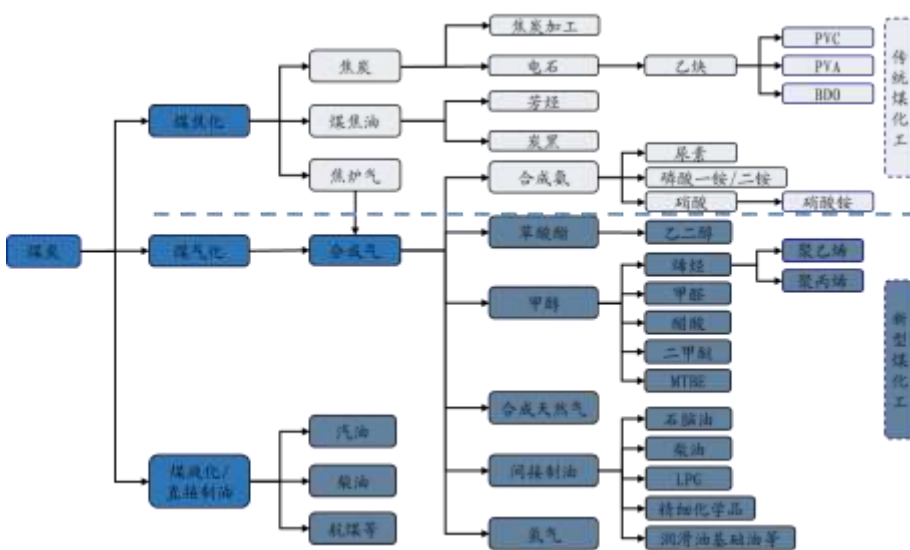 焦炭加工
PVC
焦炭
电石
乙炔
PVA
BDO
传统煤化工
煤焦化
煤焦油
芳烃
炭黑
焦炉气
合成氨
尿素
磷酸一铵/二铵
硝酸
硝酸铵
煤炭
煤气化
合成气
草酸酯
乙二醇
甲醇
烯烃
聚乙烯
聚丙烯
甲醛
醋酸
二甲醚
MTBE
新型煤化工
合成天然气
煤液化/
直接制油
汽油
柴油
航煤等
间接制油
石脑油
柴油
LPG
精细化学品
润滑油基础油等
氢气